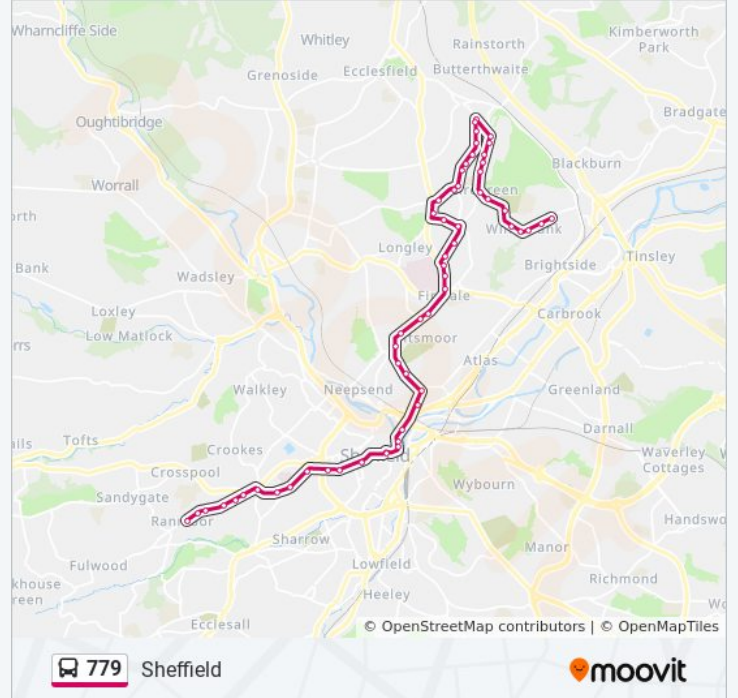 Wharncliffe Side
Whitley
Rainstorth
Kimberworth
Park
Grenoside
Ecclesfield
Butterthwaite
Bradgate
Oughtibridge
Blackburn
Worrall
Longley
Tinsley
Bank
Wadsley
Brightside
Loxley
Carbrook
Low Matlock
Atlas
Walkley
Neepsend
Greenland
Tofts
Crookes
Darnall
Waverley
Cottages
Crosspool
Sandygate
Wybourn
Sharrow
Manor
Fulwood
Lowfield
Richmond
Heeley
Ecclesall
© OpenStreetMap contributors | © OpenMapTiles
779 Sheffield
moovit